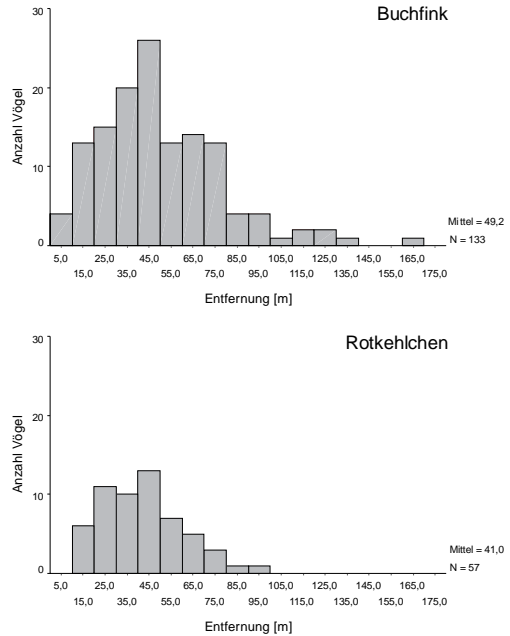 Buchfink
30
20
10
0
Anzahl Vögel
Mittel = 49,2
N = 133
5,0 25,0 45,0 65,0 85,0 105,0 125,0 145,0 165,0
15,0 35,0 55,0 75,0 95,0 115,0 135,0 155,0 175,0
Entfernung [m]
Rotkehlchen
30
20
10
0
Anzahl Vögel
Mittel = 41,0
N = 57
5,0 25,0 45,0 65,0 85,0 105,0 125,0 145,0 165,0
15,0 35,0 55,0 75,0 95,0 115,0 135,0 155,0 175,0
Entfernung [m]